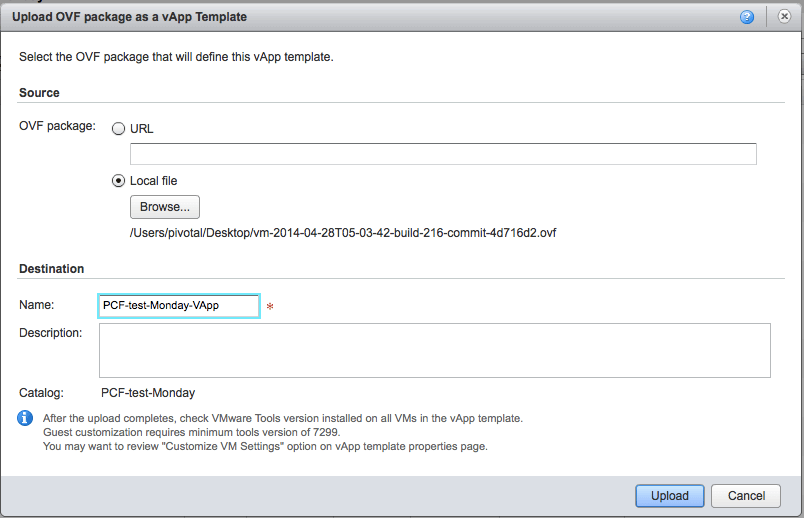 Upload OVF package as a vApp Template
?
Select the OVF package that will define this vApp template.
Source
OVF package:
URL
Local file
Browse...
/Users/pivotal/Desktop/vm-2014-04-28T05-03-42-build-216-commit-4d716d2.ovf
Destination
Name: PCF-test-Monday-VApp *
Description:
Catalog: PCF-test-Monday
After the upload completes, check VMware Tools version installed on all VMs in the vApp template.
Guest customization requires minimum tools version of 7299.
You may want to review "Customize VM Settings" option on vApp template properties page.
Upload Cancel